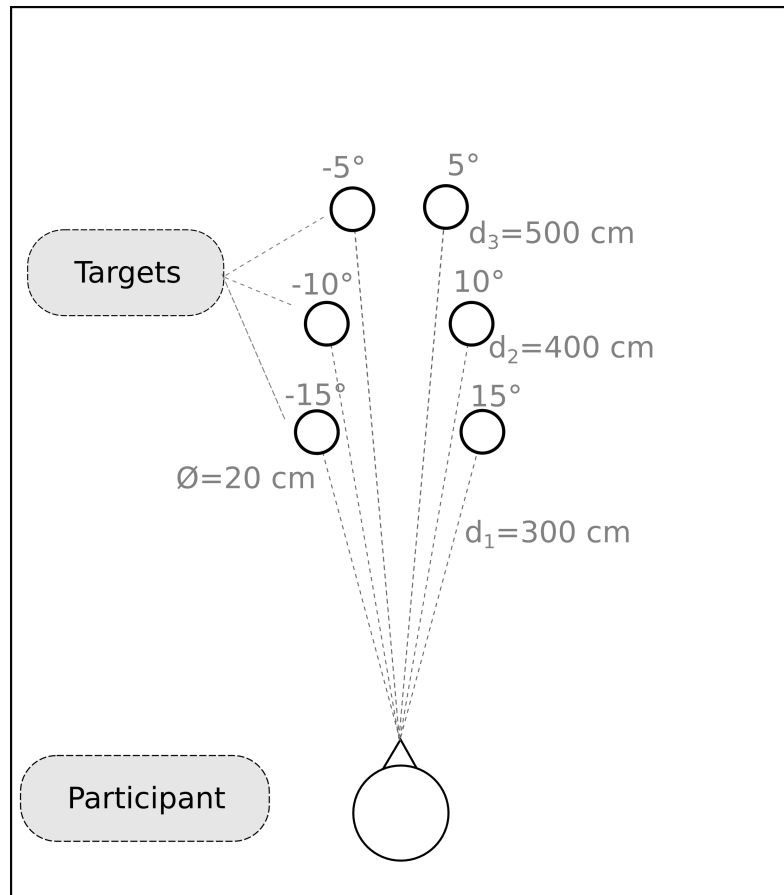 -5° 5°
d₃=500 cm
Targets
-10° 10°
d₂=400 cm
-15° 15°
Ø=20 cm
d₁=300 cm
Participant